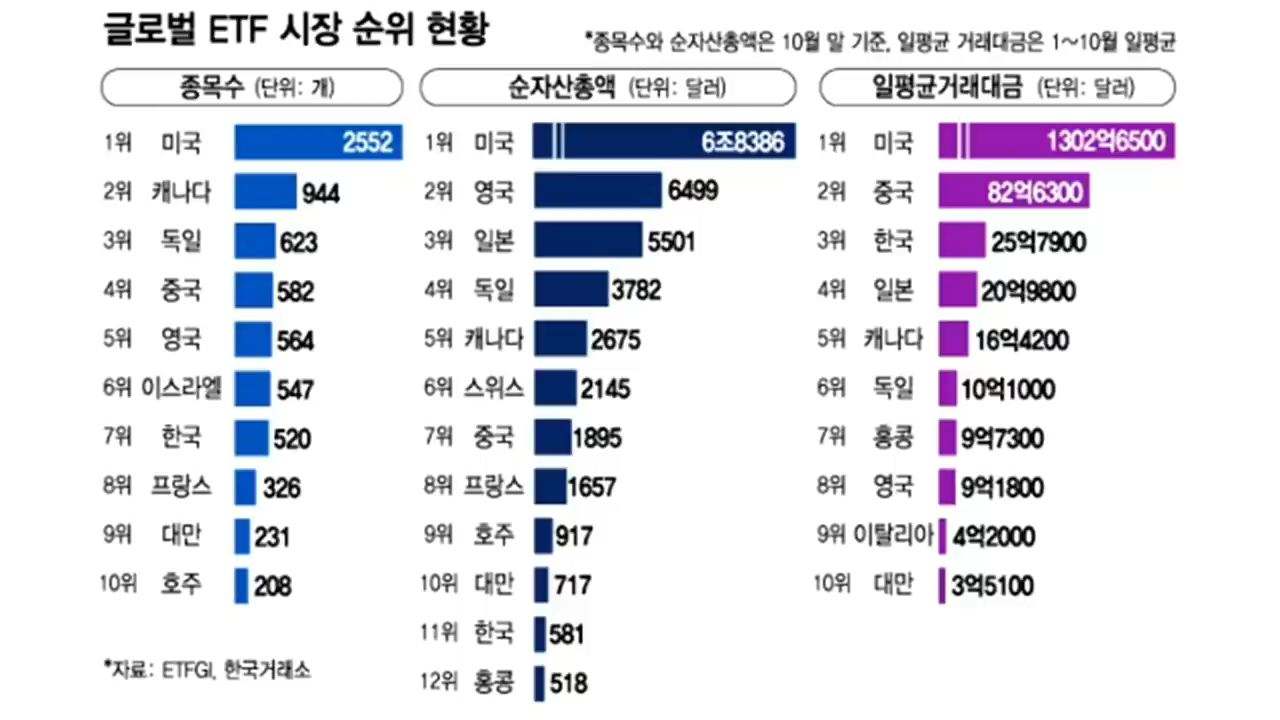 글로벌 ETF 시장 순위 현황
*종목수와 순자산총액은 10월 말 기준, 일평균 거래대금은 1~10월 일평균
종목수 (단위: 개)
1위 미국 2552
2위 캐나다 944
3위 독일 623
4위 중국 582
5위 영국 564
6위 이스라엘 547
7위 한국 520
8위 프랑스 326
9위 대만 231
10위 호주 208
순자산총액 (단위: 달러)
1위 미국 6조8386
2위 영국 6499
3위 일본 5501
4위 독일 3782
5위 캐나다 2675
6위 스위스 2145
7위 중국 1895
8위 프랑스 1657
9위 호주 917
10위 대만 717
11위 한국 581
12위 홍콩 518
일평균거래대금 (단위: 달러)
1위 미국 1302억6500
2위 중국 82억6300
3위 한국 25억7900
4위 일본 20억9800
5위 캐나다 16억4200
6위 독일 10억1000
7위 홍콩 9억7300
8위 영국 9억1800
9위 이탈리아 4억2000
10위 대만 3억5100
*자료: ETFGI, 한국거래소